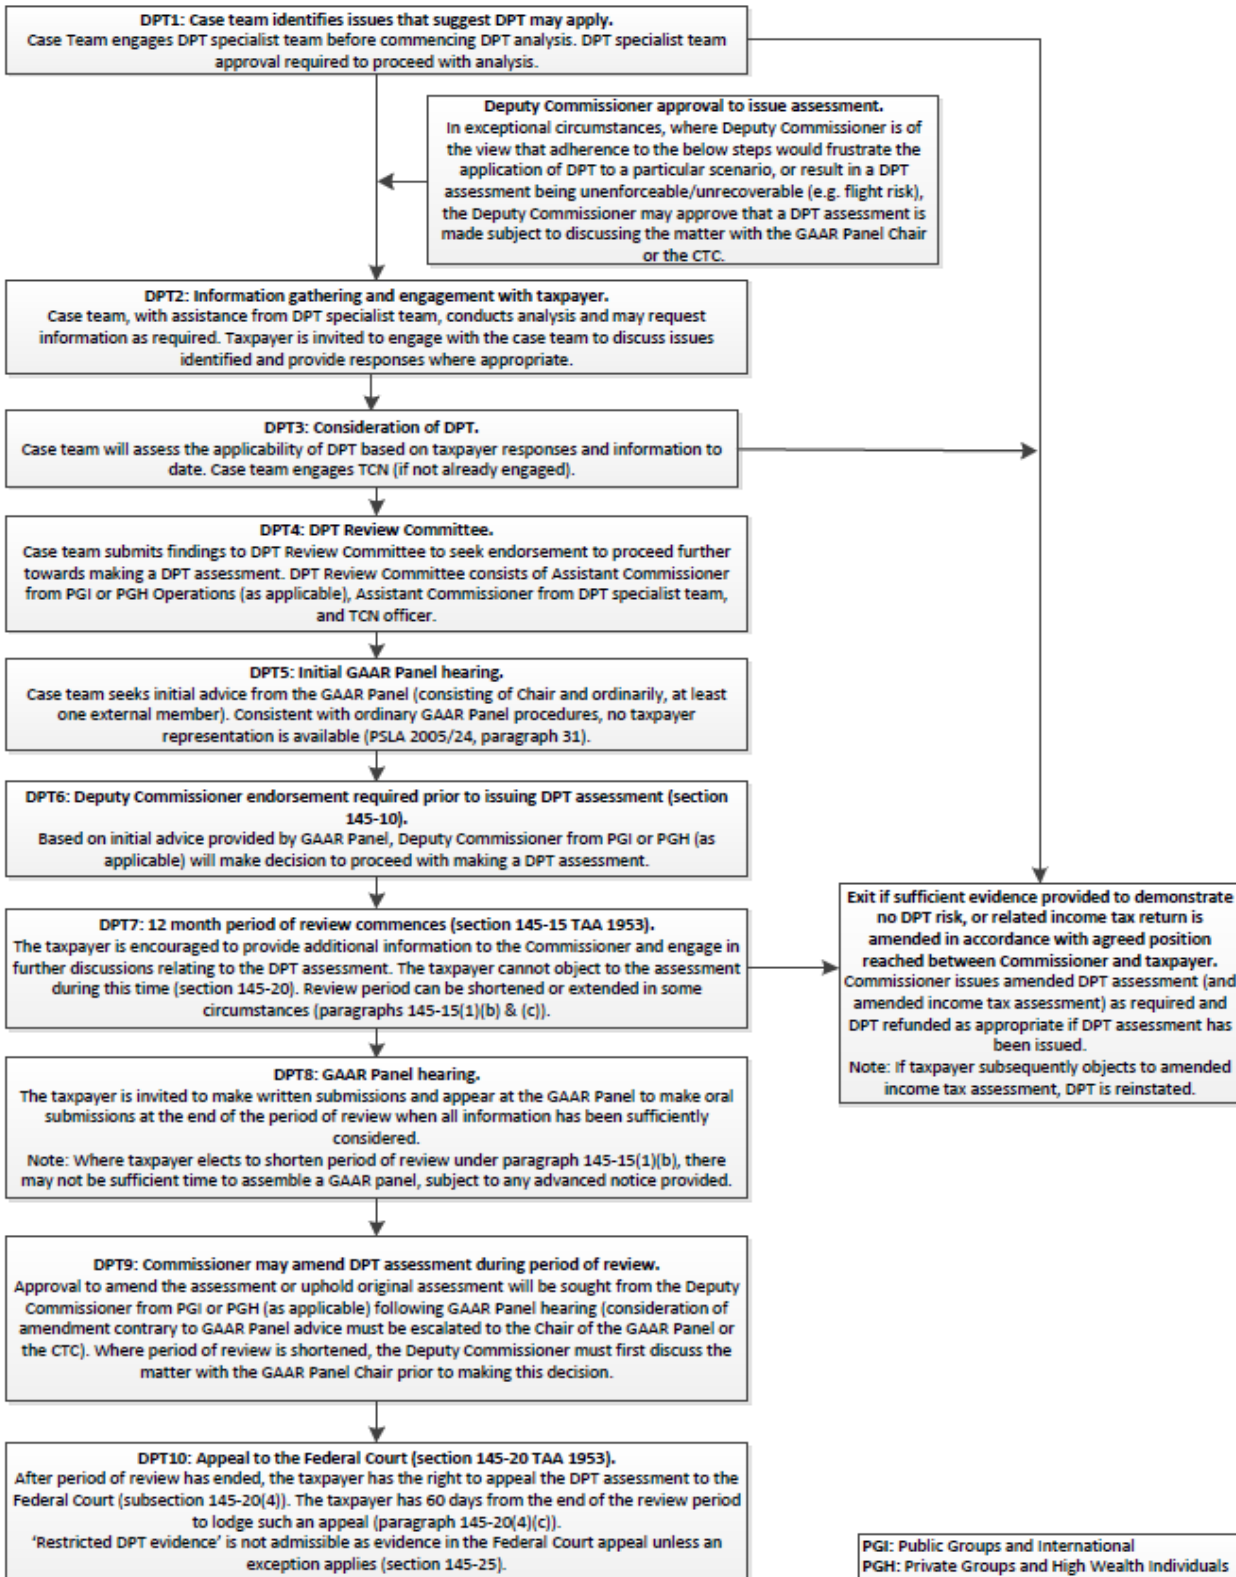 DPT1: Case team identifies issues that suggest DPT may apply.
Case Team engages DPT specialist team before commencing DPT analysis. DPT specialist team
approval required to proceed with analysis.
Deputy Commissioner approval to issue assessment.
In exceptional circumstances, where Deputy Commissioner is of
the view that adherence to the below steps would frustrate the
application of DPT to a particular scenario, or result in a DPT
assessment being unenforceable/unrecoverable (e.g. flight risk),
the Deputy Commissioner may approve that a DPT assessment is
made subject to discussing the matter with the GAAR Panel Chair
or the CTC.
DPT2: Information gathering and engagement with taxpayer.
Case team, with assistance from DPT specialist team, conducts analysis and may request
information as required. Taxpayer is invited to engage with the case team to discuss issues
identified and provide responses where appropriate.
DPT3: Consideration of DPT.
Case team will assess the applicability of DPT based on taxpayer responses and information to
date. Case team engages TCN (if not already engaged).
DPT4: DPT Review Committee.
Case team submits findings to DPT Review Committee to seek endorsement to proceed further
towards making a DPT assessment. DPT Review Committee consists of Assistant Commissioner
from PGI or PGH Operations (as applicable), Assistant Commissioner from DPT specialist team,
and TCN officer.
DPT5: Initial GAAR Panel hearing.
Case team seeks initial advice from the GAAR Panel (consisting of Chair and ordinarily, at least
one external member). Consistent with ordinary GAAR Panel procedures, no taxpayer
representation is available (PSLA 2005/24, paragraph 31).
DPT6: Deputy Commissioner endorsement required prior to issuing DPT assessment (section
145-10).
Based on initial advice provided by GAAR Panel, Deputy Commissioner from PGI or PGH (as
applicable) will make decision to proceed with making a DPT assessment.
DPT7: 12 month period of review commences (section 145-15 TAA 1953).
The taxpayer is encouraged to provide additional information to the Commissioner and engage in
further discussions relating to the DPT assessment. The taxpayer cannot object to the assessment
during this time (section 145-20). Review period can be shortened or extended in some
circumstances (paragraphs 145-15(1)(b) & (c)).
Exit if sufficient evidence provided to demonstrate
no DPT risk, or related income tax return is
amended in accordance with agreed position
reached between Commissioner and taxpayer.
Commissioner issues amended DPT assessment (and
amended income tax assessment) as required and
DPT refunded as appropriate if DPT assessment has
been issued.
Note: If taxpayer subsequently objects to amended
income tax assessment, DPT is reinstated.
DPT8: GAAR Panel hearing.
The taxpayer is invited to make written submissions and appear at the GAAR Panel to make oral
submissions at the end of the period of review when all information has been sufficiently
considered.
Note: Where taxpayer elects to shorten period of review under paragraph 145-15(1)(b), there
may not be sufficient time to assemble a GAAR panel, subject to any advanced notice provided.
DPT9: Commissioner may amend DPT assessment during period of review.
Approval to amend the assessment or uphold original assessment will be sought from the Deputy
Commissioner from PGI or PGH (as applicable) following GAAR Panel hearing (consideration of
amendment contrary to GAAR Panel advice must be escalated to the Chair of the GAAR Panel or
the CTC). Where period of review is shortened, the Deputy Commissioner must first discuss the
matter with the GAAR Panel Chair prior to making this decision.
DPT10: Appeal to the Federal Court (section 145-20 TAA 1953).
After period of review has ended, the taxpayer has the right to appeal the DPT assessment to the
Federal Court (subsection 145-20(4)). The taxpayer has 60 days from the end of the review period
to lodge such an appeal (paragraph 145-20(4)(c)).
'Restricted DPT evidence' is not admissible as evidence in the Federal Court appeal unless an
exception applies (section 145-25).
PGI: Public Groups and International
PGH: Private Groups and High Wealth Individuals